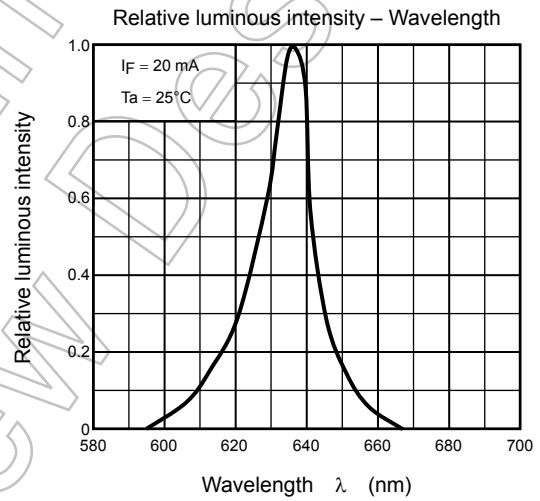 Relative luminous intensity – Wavelength
IF = 20 mA
Ta = 25°C
Relative luminous intensity
1.0
0.8
0.6
0.4
0.2
0
580 600 620 640 660 680 700
Wavelength λ (nm)